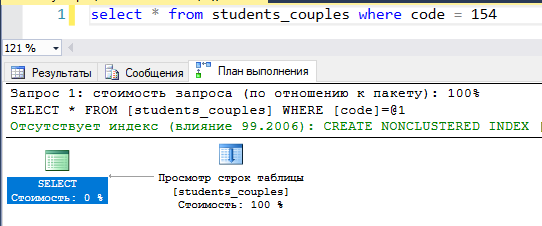 1 select * from students_couples where code = 154
121 %
Результаты Сообщения План выполнения
Запрос 1: стоимость запроса (по отношению к пакету): 100%
SELECT * FROM [students_couples] WHERE [code]=@1
Отсутствует индекс (влияние 99.2006): CREATE NONCLUSTERED INDEX [
SELECT
Стоимость: 0 %
Просмотр строк таблицы
[students_couples]
Стоимость: 100 %